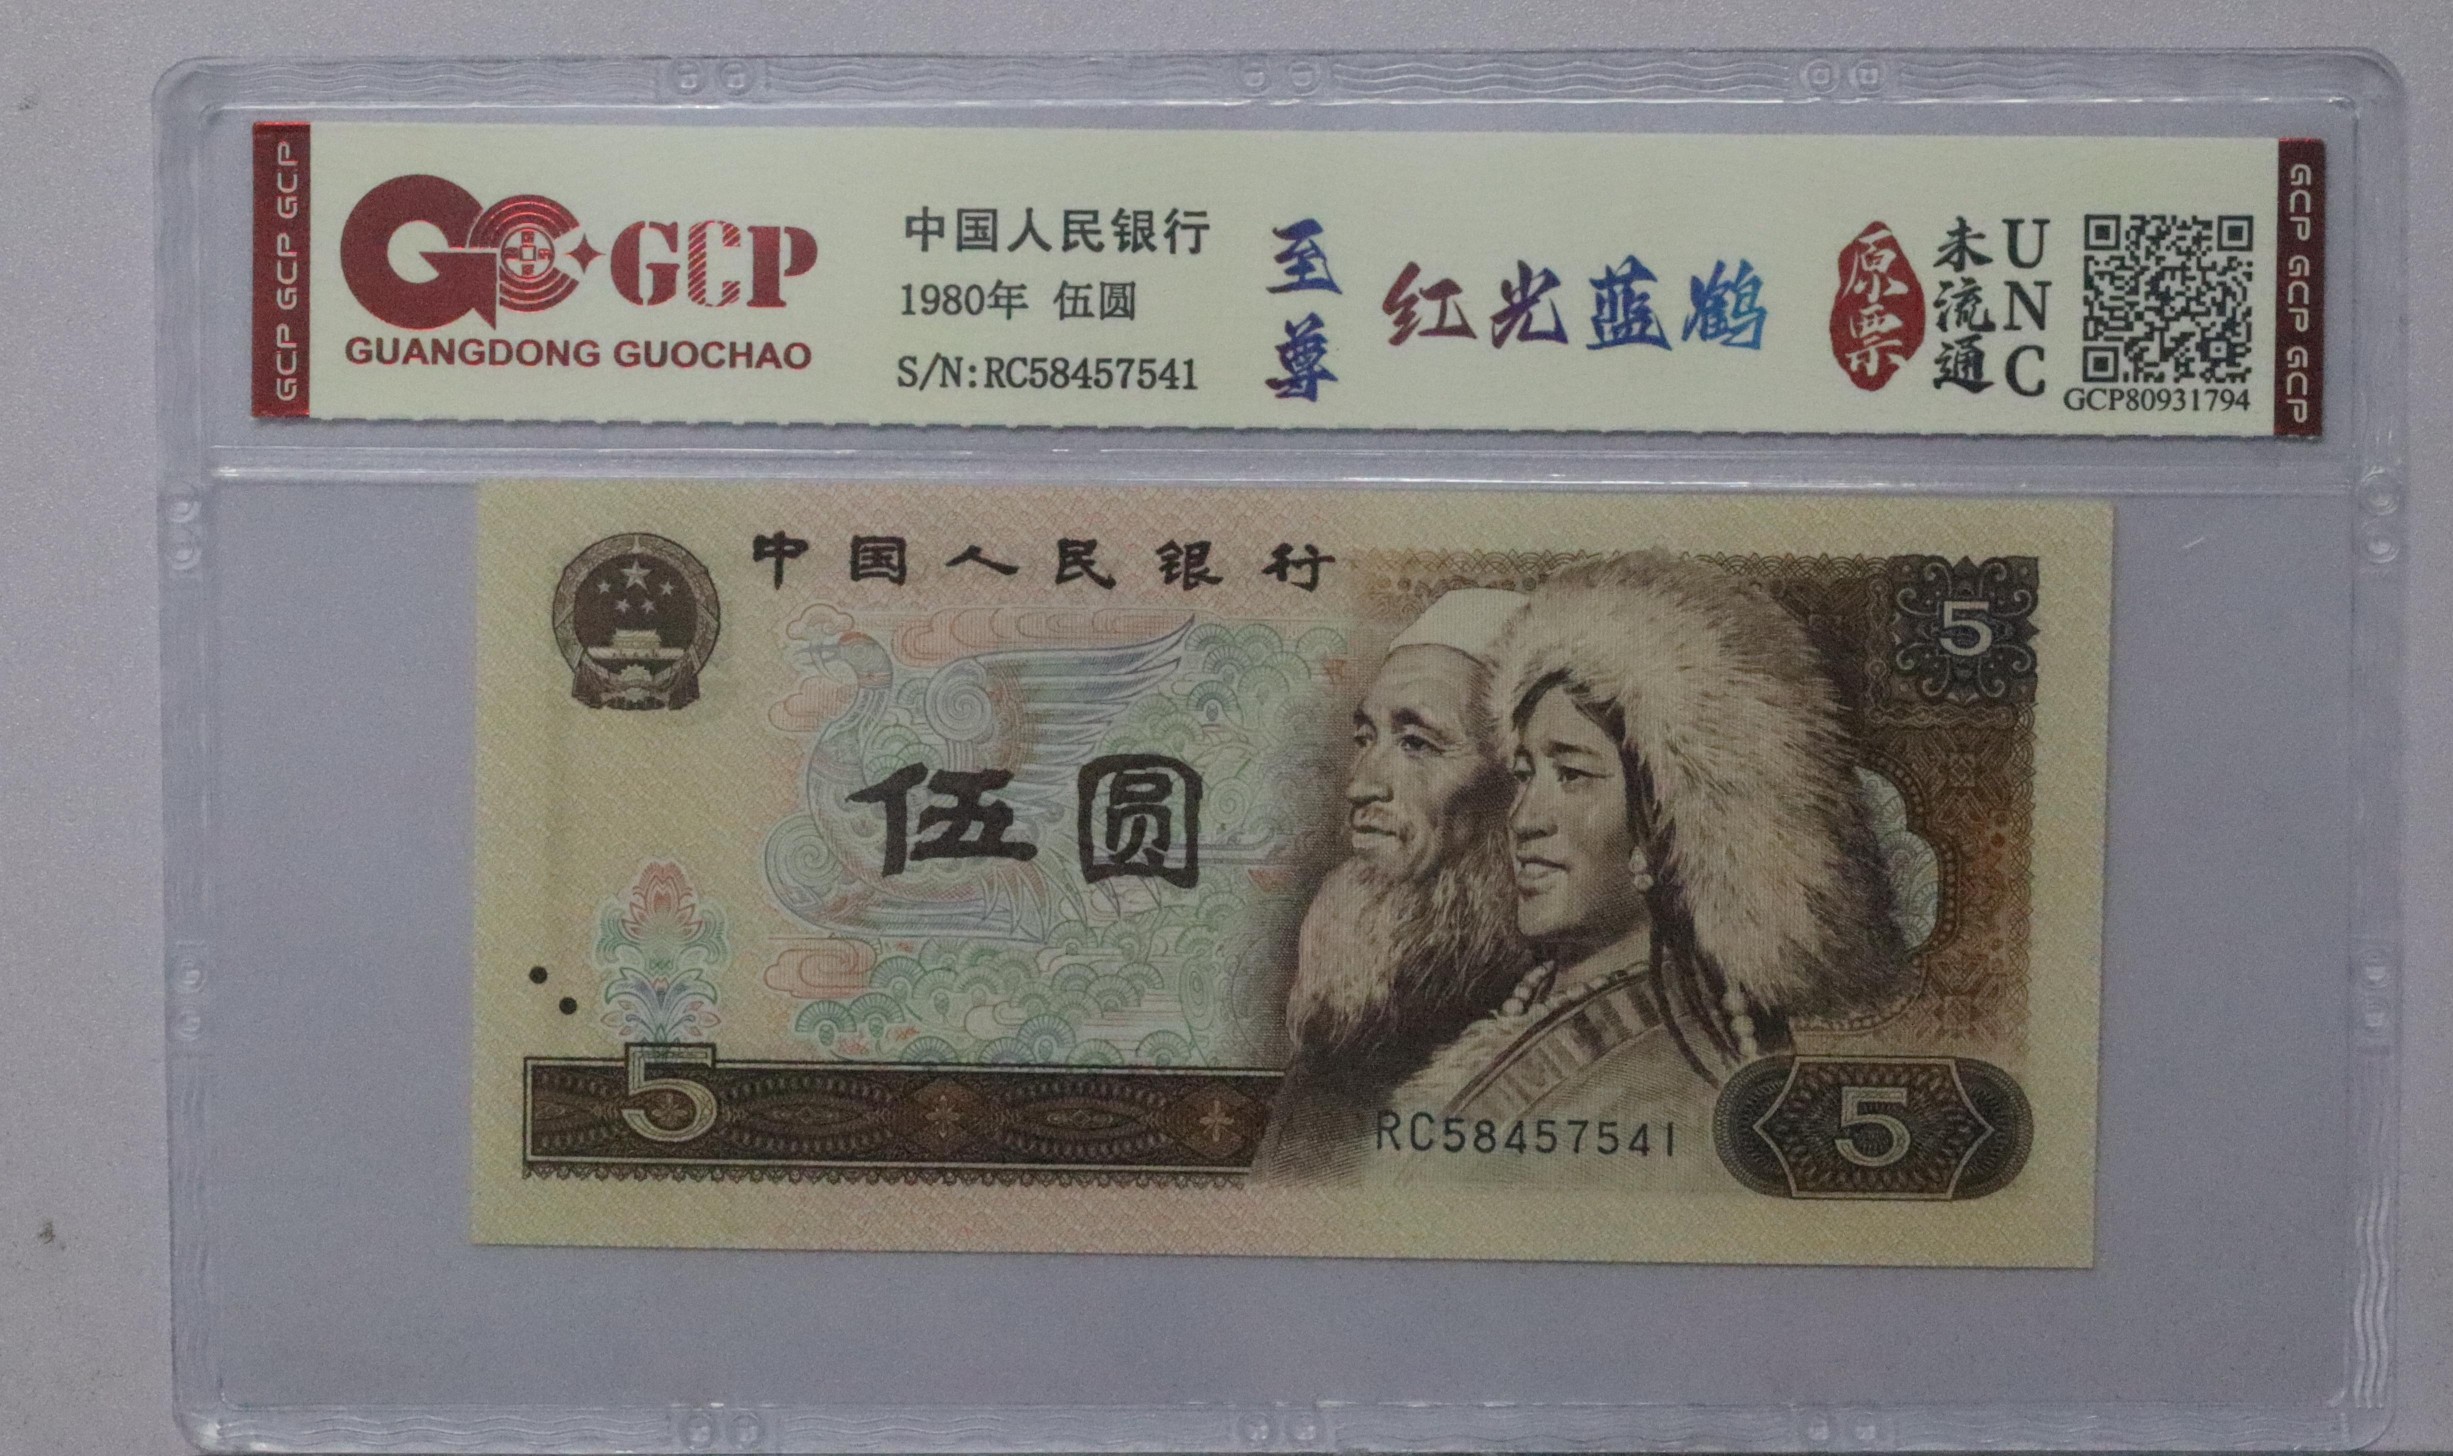 GCP GCP GCP
GC GCP
GUANGDONG GUOCHAO
中国人民银行
1980年 伍圆
S/N:RC58457541
至尊
红光蓝鹤
原票
未流通
UNC
GCP80931794
GCP GCP GCP
中国人民银行
5
伍圆
5
RC58457541
5